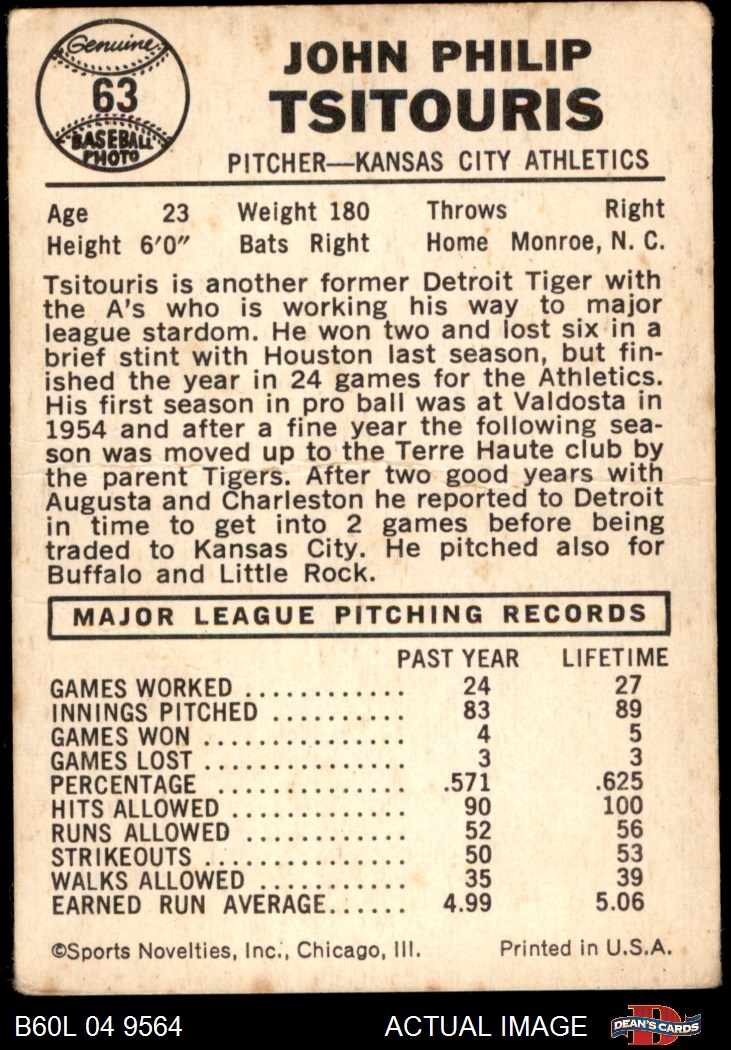 Genuine
63
BASEBALL
PHOTO
JOHN PHILIP
TSITOURIS
PITCHER—KANSAS CITY ATHLETICS
Age 23 Weight 180 Throws Right
Height 6'0" Bats Right Home Monroe, N. C.
Tsitouris is another former Detroit Tiger with
the A's who is working his way to major
league stardom. He won two and lost six in a
brief stint with Houston last season, but fin-
ished the year in 24 games for the Athletics.
His first season in pro ball was at Valdosta in
1954 and after a fine year the following sea-
son was moved up to the Terre Haute club by
the parent Tigers. After two good years with
Augusta and Charleston he reported to Detroit
in time to get into 2 games before being
traded to Kansas City. He pitched also for
Buffalo and Little Rock.
MAJOR LEAGUE PITCHING RECORDS
PAST YEAR LIFETIME
GAMES WORKED ............ 24 27
INNINGS PITCHED .......... 83 89
GAMES WON ............... 4 5
GAMES LOST ............... 3 3
PERCENTAGE .............. .571 .625
HITS ALLOWED ............. 90 100
RUNS ALLOWED ............ 52 56
STRIKEOUTS ............... 50 53
WALKS ALLOWED ........... 35 39
EARNED RUN AVERAGE...... 4.99 5.06
©Sports Novelties, Inc., Chicago, Ill. Printed in U.S.A.
B60L 04 9564 ACTUAL IMAGE D DEAN'S CARDS